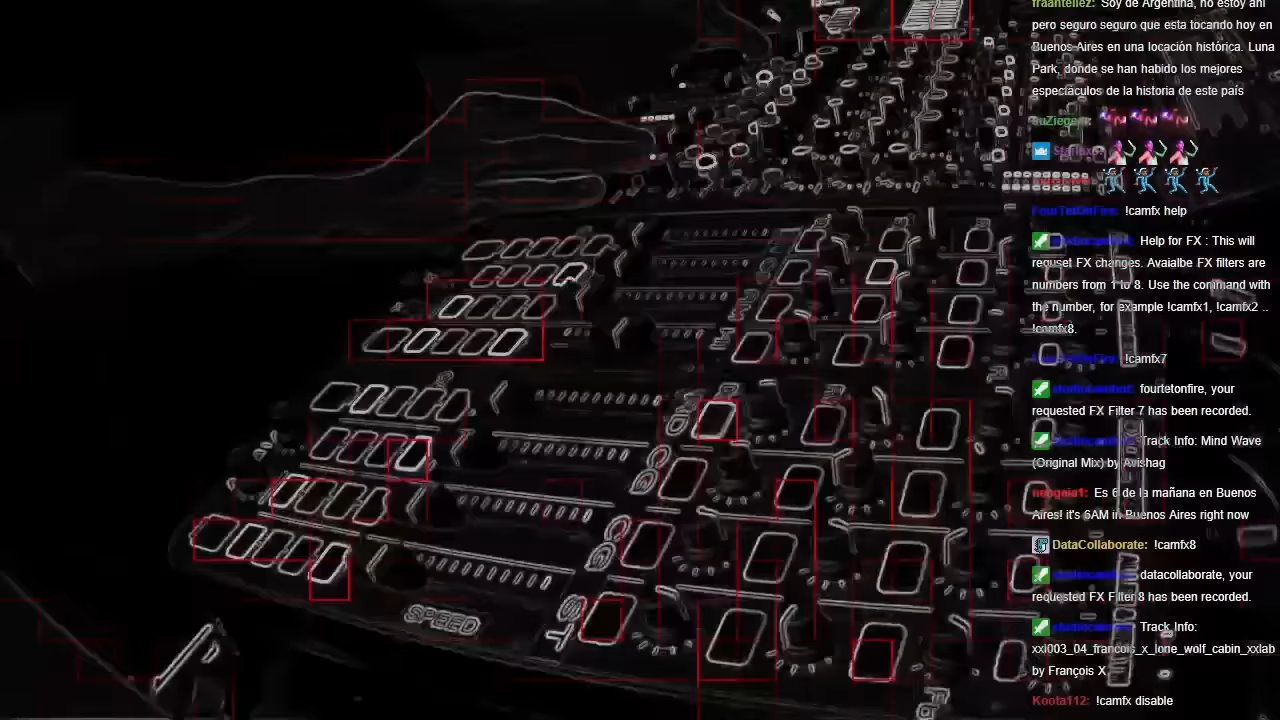 fraanteliez: Soy de Argentina, no estoy ahi
pero seguro seguro que esta tocando hoy en
Buenos Aires en una locación histórica. Luna
Park, donde se han habido los mejores
espectaculos de la historia de este país
FourTetOnFire: !camfx help
Help for FX : This will
requset FX changes. Avaialbe FX filters are
numbers from 1 to 8. Use the command with
the number, for example !camfx1, !camfx2 ..
!camfx8.
!camfx7
fourtetonfire, your
requested FX Filter 7 has been recorded.
Track Info: Mind Wave
(Original Mix) by Avishag
Es 6 de la mañana en Buenos
Aires! it's 6AM in Buenos Aires right now
DataCollaborate: !camfx8
datacollaborate, your
requested FX Filter 8 has been recorded.
Track Info:
xxl003_04_francois_x_lone_wolf_cabin_xxlab
by François X
Koota112: !camfx disable
SPEED